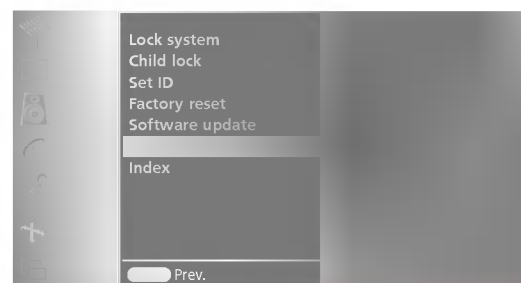 Lock system
Child lock
Set ID
Factory reset
Software update
Index
Prev.